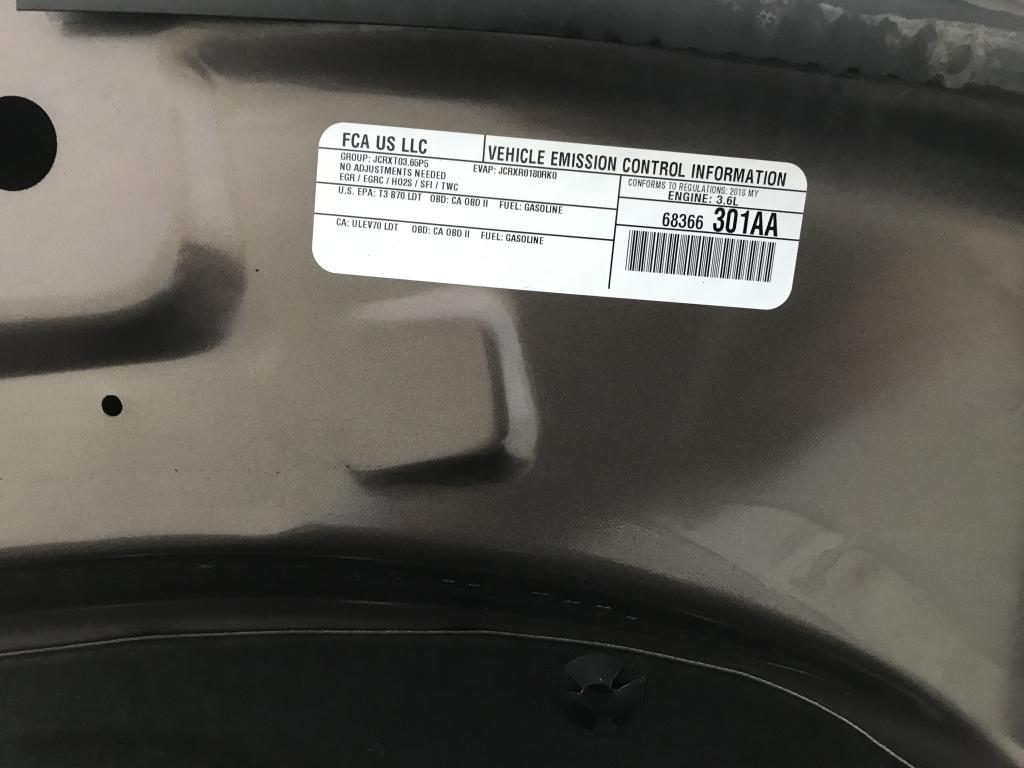 FCA US LLC
VEHICLE EMISSION CONTROL INFORMATION
GROUP: JCRXT03.65P5
EVAP: JCRXR0180RK0
NO ADJUSTMENTS NEEDED
EGR / EGRC / HO2S / SFI / TWC
U.S. EPA: T3 B70 LDT OBD: CA OBD II FUEL: GASOLINE
CA: ULEV70 LDT OBD: CA OBD II FUEL: GASOLINE
CONFORMS TO REGULATIONS: 2018 MY
ENGINE: 3.6L
68366 301AA